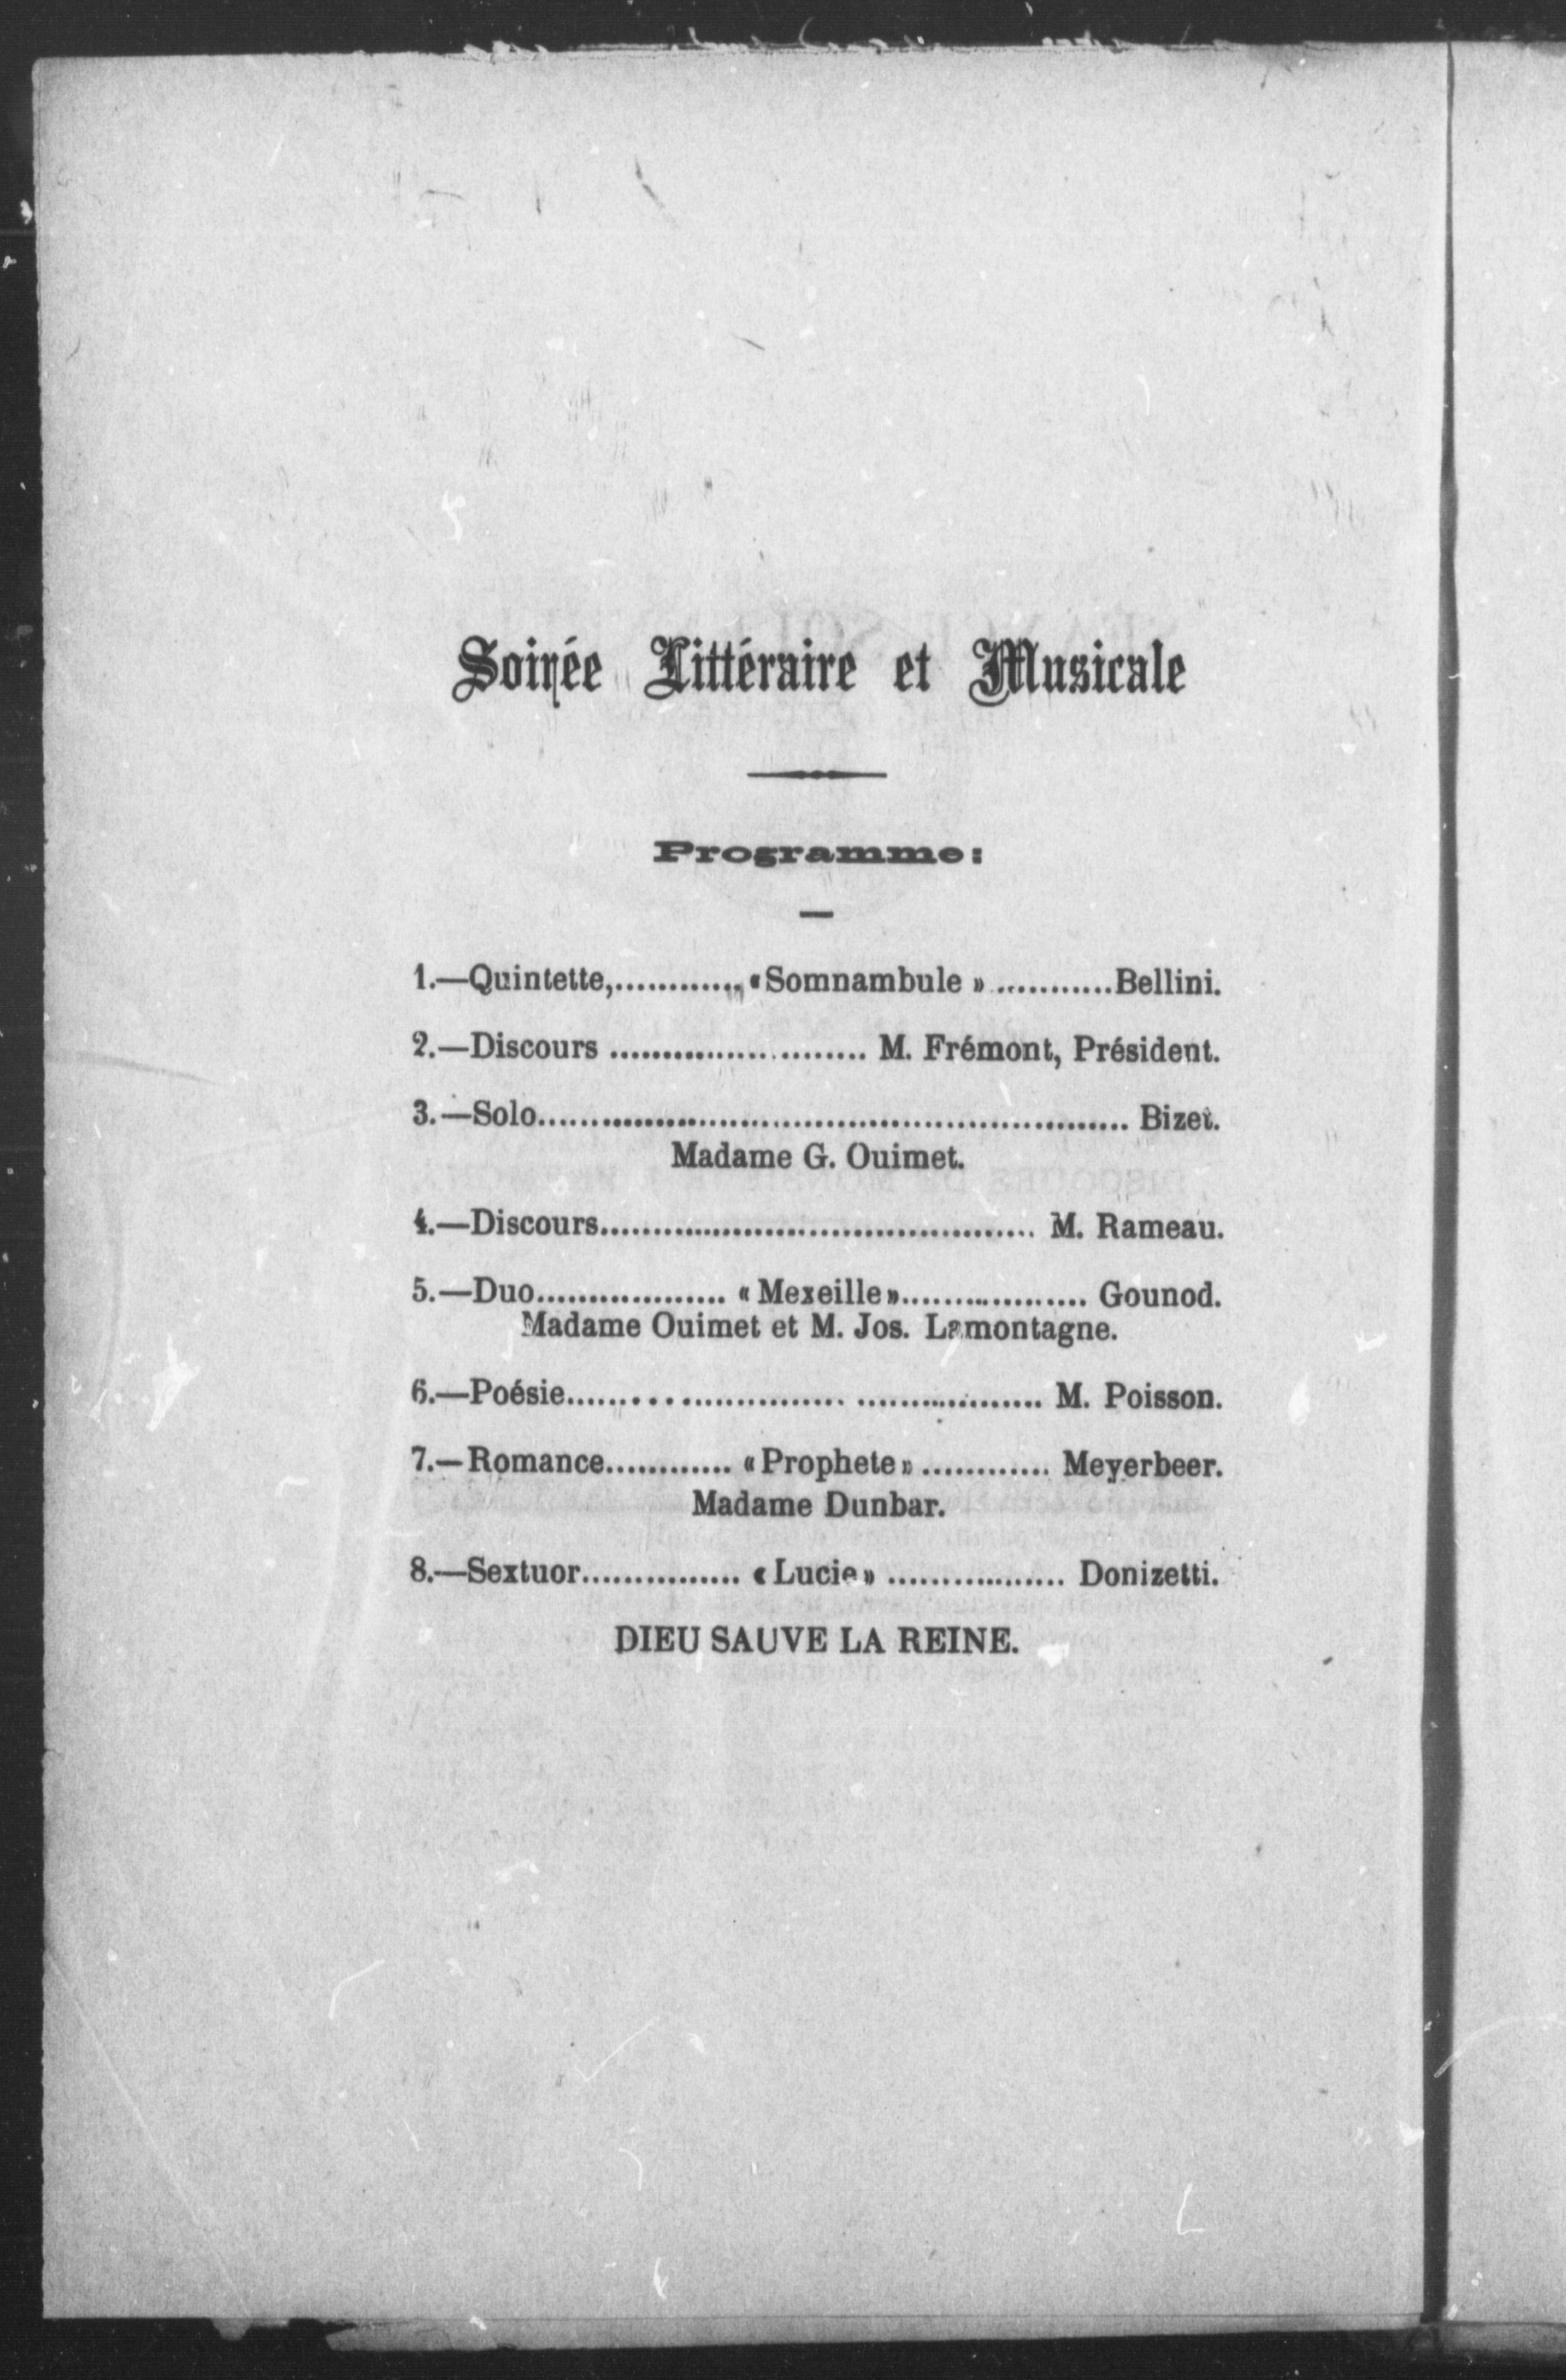 Soirée Littéraire et Musicale
Programme:
1.—Quintette,............. «Somnambule » ...........Bellini.
2.—Discours ........................ M. Frémont, Président.
3.—Solo........................................................ Bizet.
Madame G. Ouimet.
4.—Discours......................................... M. Rameau.
5.—Duo.................. « Mexeille».................. Gounod.
Madame Ouimet et M. Jos. Lamontagne.
6.—Poésie............................................. M. Poisson.
7.—Romance............ « Prophete» ............ Meyerbeer.
Madame Dunbar.
8.—Sextuor............... «Lucie» ................. Donizetti.
DIEU SAUVE LA REINE.